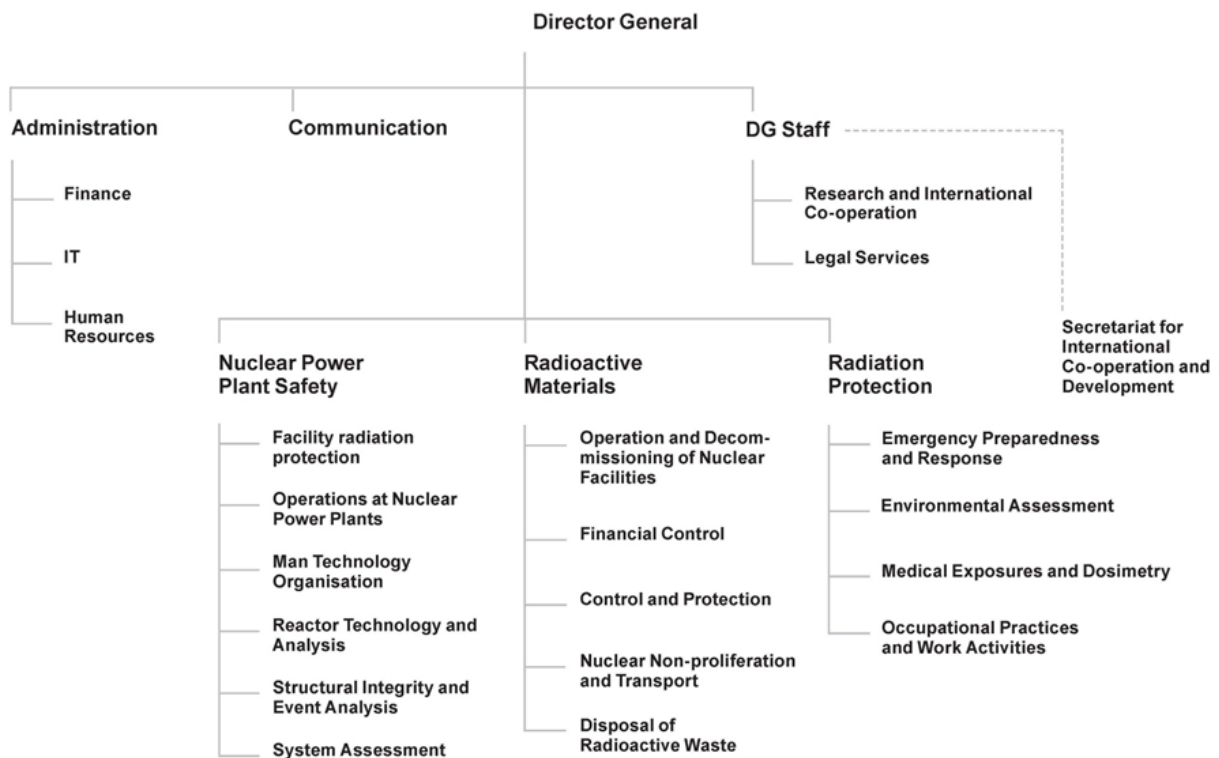 Director General
Administration
Communication
DG Staff
Finance
IT
Human
Resources
Research and International
Co-operation
Legal Services
Secretariat for
International
Co-operation and
Development
Nuclear Power
Plant Safety
Facility radiation
protection
Operations at Nuclear
Power Plants
Man Technology
Organisation
Reactor Technology and
Analysis
Structural Integrity and
Event Analysis
System Assessment
Radioactive
Materials
Operation and Decom-
missioning of Nuclear
Facilities
Financial Control
Control and Protection
Nuclear Non-proliferation
and Transport
Disposal of
Radioactive Waste
Radiation
Protection
Emergency Preparedness
and Response
Environmental Assessment
Medical Exposures and Dosimetry
Occupational Practices
and Work Activities